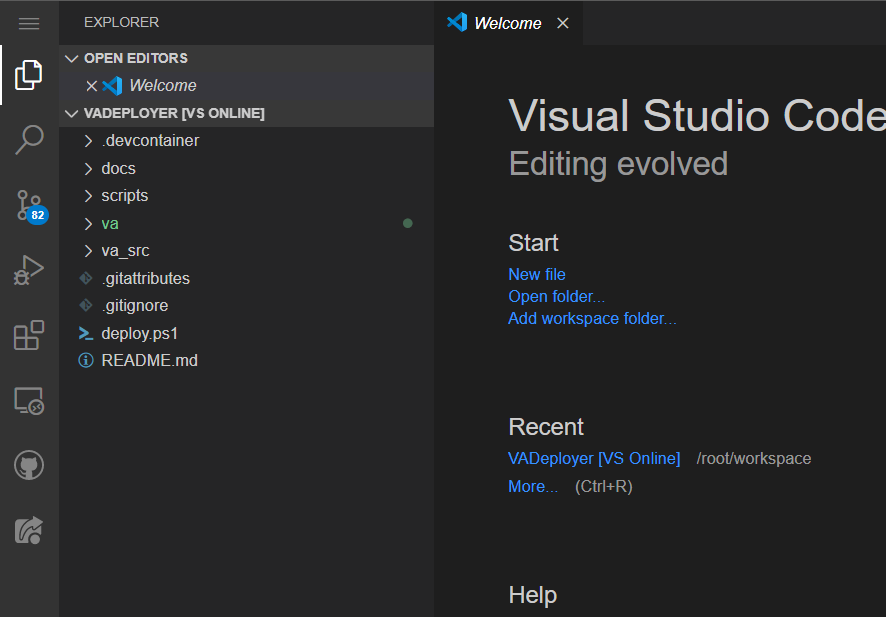 EXPLORER
OPEN EDITORS
Welcome
VADEPLOYER [VS ONLINE]
.devcontainer
docs
scripts
va
va_src
.gitattributes
.gitignore
deploy.ps1
README.md
82
Welcome
Visual Studio Code
Editing evolved
Start
New file
Open folder...
Add workspace folder...
Recent
VADeployer [VS Online] /root/workspace
More... (Ctrl+R)
Help